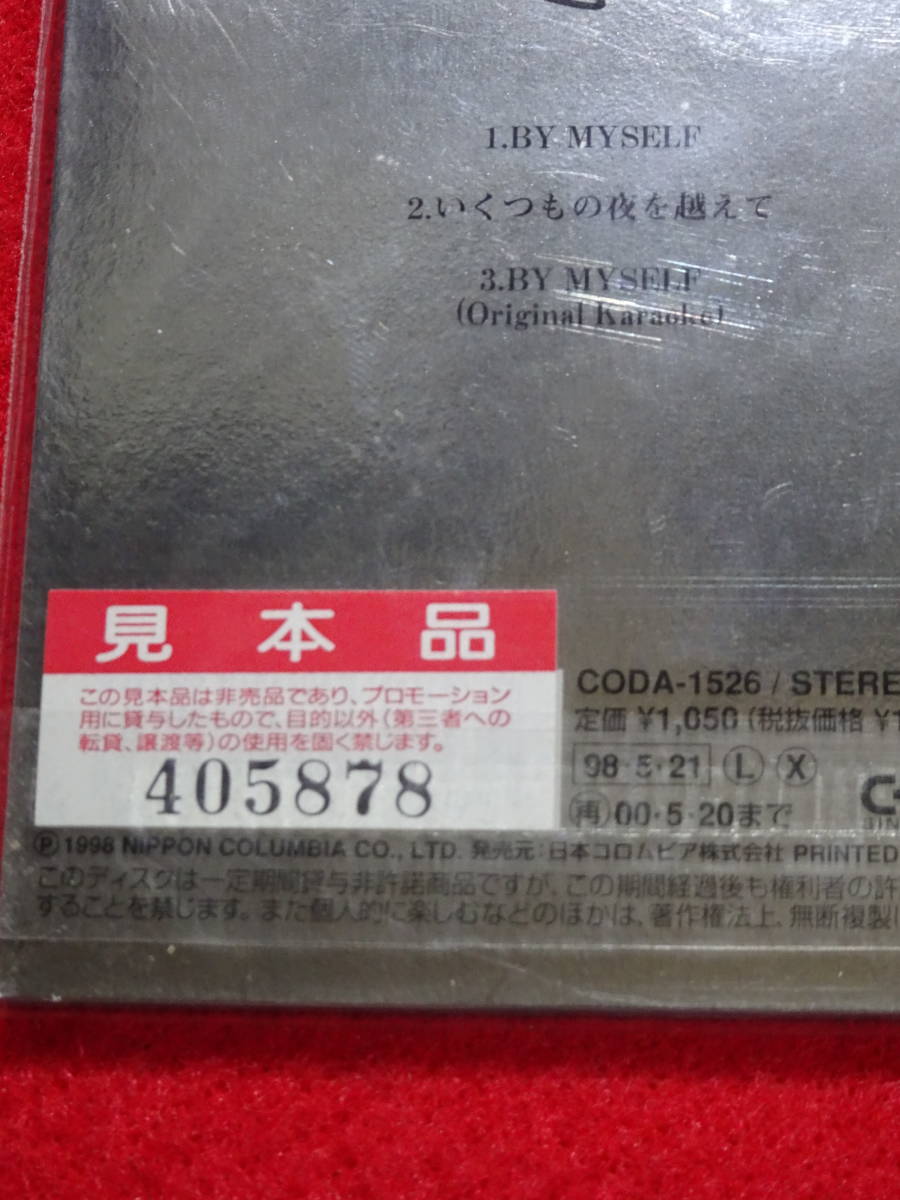 1.BY MYSELF
2.いくつもの夜を越えて
3.BY MYSELF
(Original Karaoke)
見本品
この見本品は非売品であり、プロモーション
用に貸与したもので、目的以外（第三者への
転貸、譲渡等）の使用を固く禁じます。
405878
CODA-1526 / STERE
定価 ¥1,050 (税抜価格 ¥1
98・5・21 L X
再 00・5・20まで
Ⓟ 1998 NIPPON COLUMBIA CO., LTD. 発売元：日本コロムビア株式会社 PRINTED
このディスクは一定期間貸与非許諾商品ですが、この期間経過後も権利者の許
することを禁じます。また個人的に楽しむなどのほかは、著作権法上、無断複製に